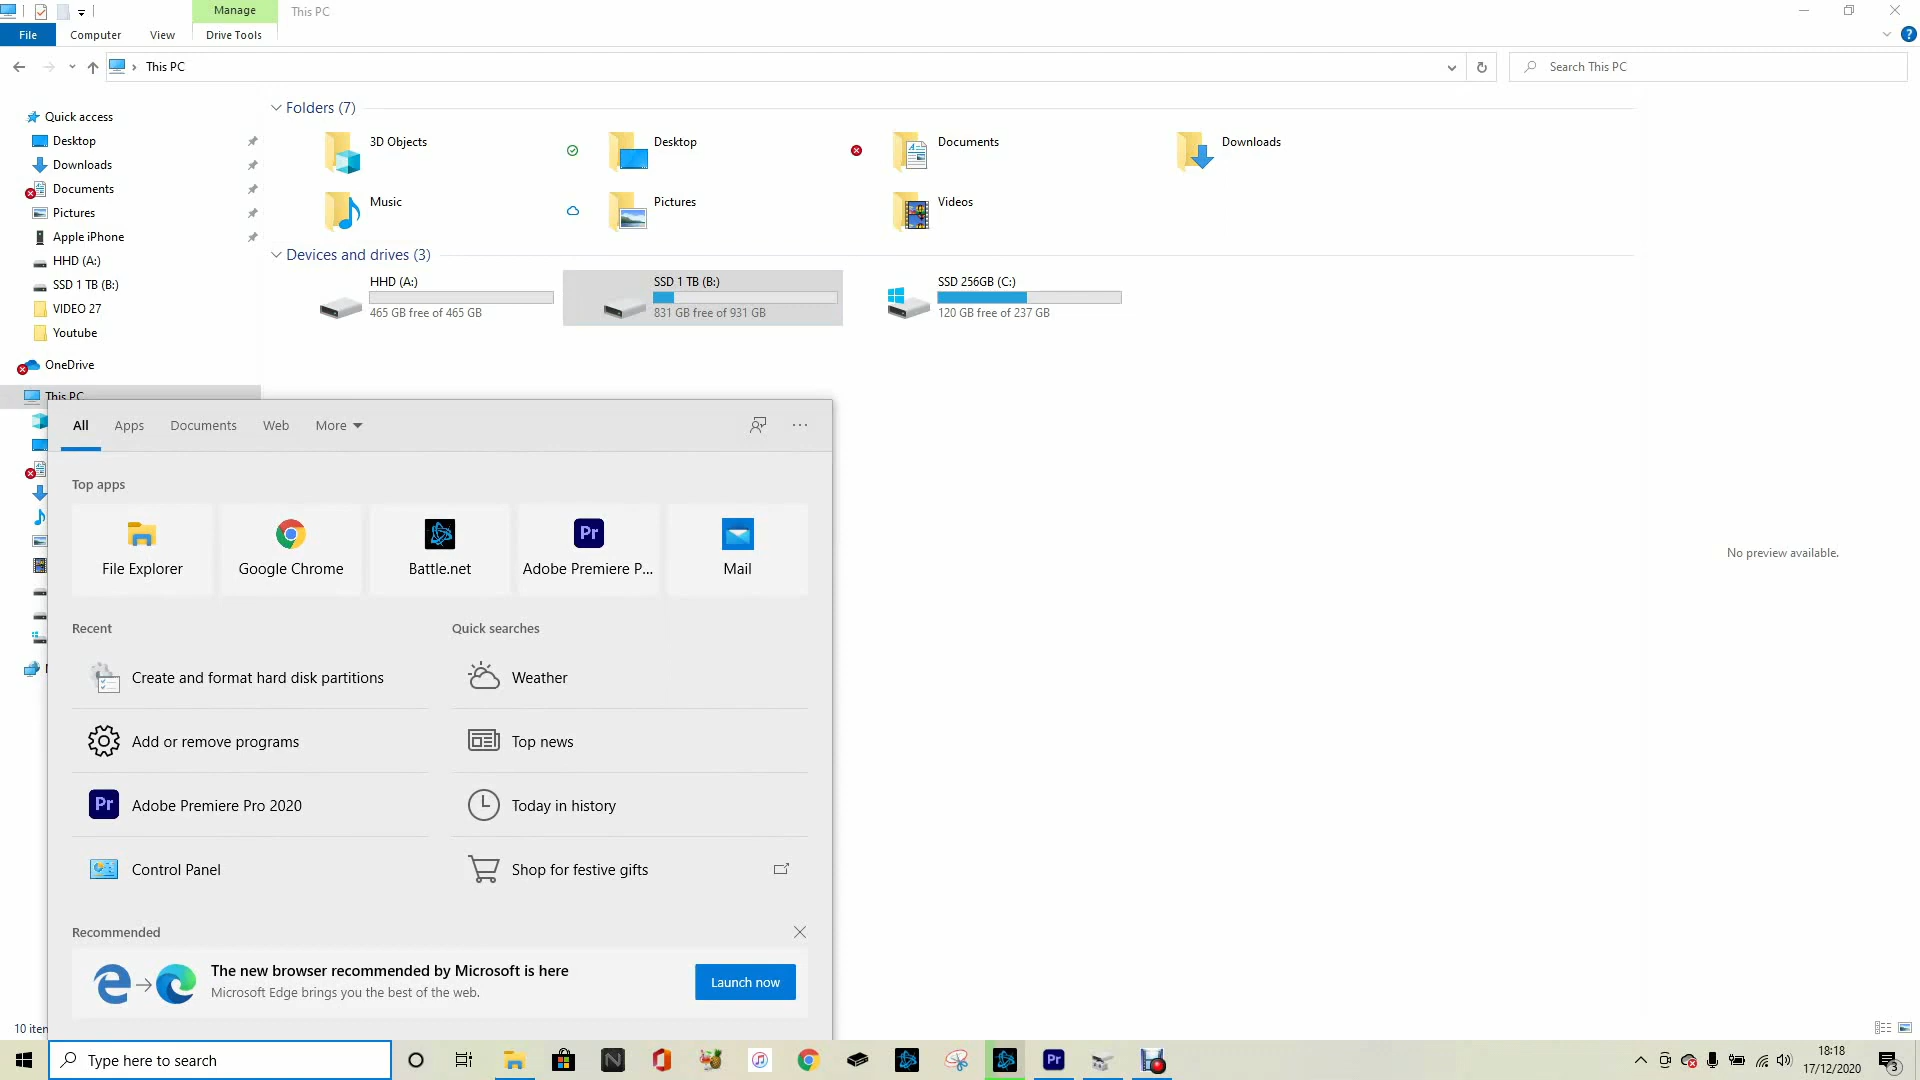 Manage
This PC
File
Computer
View
Drive Tools
This PC
Search This PC
Quick access
Desktop
Downloads
Documents
Pictures
Apple iPhone
HHD (A:)
SSD 1 TB (B:)
VIDEO 27
Youtube
OneDrive
This PC
Folders (7)
3D Objects
Desktop
Documents
Downloads
Music
Pictures
Videos
Devices and drives (3)
HHD (A:)
465 GB free of 465 GB
SSD 1 TB (B:)
831 GB free of 931 GB
SSD 256GB (C:)
120 GB free of 237 GB
No preview available.
All
Apps
Documents
Web
More
Top apps
File Explorer
Google Chrome
Battle.net
Pr
Adobe Premiere P...
Mail
Recent
Create and format hard disk partitions
Add or remove programs
Pr
Adobe Premiere Pro 2020
Control Panel
Quick searches
Weather
Top news
Today in history
Shop for festive gifts
Recommended
The new browser recommended by Microsoft is here
Microsoft Edge brings you the best of the web.
Launch now
10 iten
Type here to search
Pr
18:18
17/12/2020
3